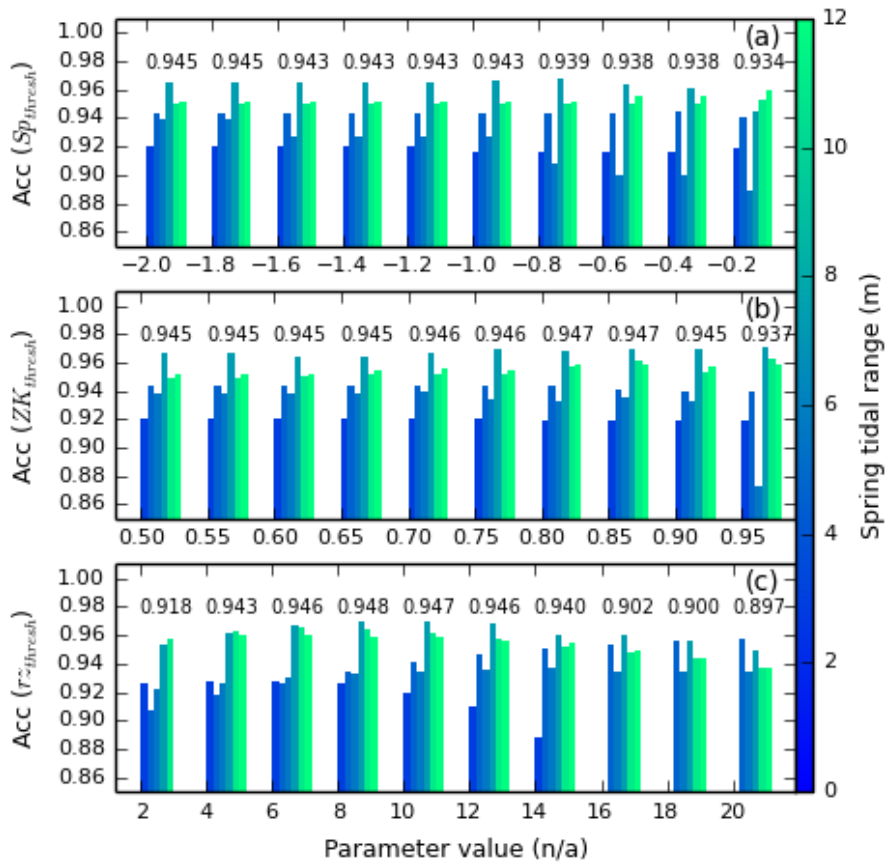 1.00 (a) 12
0.98 0.945 0.945 0.943 0.943 0.943 0.943 0.939 0.938 0.938 0.934
0.96
0.94
0.92
0.90
0.88
0.86
Acc (Sp_thresh)
−2.0 −1.8 −1.6 −1.4 −1.2 −1.0 −0.8 −0.6 −0.4 −0.2
10
8
1.00 (b)
0.98 0.945 0.945 0.945 0.945 0.946 0.946 0.947 0.947 0.945 0.937
0.96
0.94
0.92
0.90
0.88
0.86
Acc (ZK_thresh)
0.50 0.55 0.60 0.65 0.70 0.75 0.80 0.85 0.90 0.95
6
4
Spring tidal range (m)
1.00 (c)
0.98 0.918 0.943 0.946 0.948 0.947 0.946 0.940 0.902 0.900 0.897
0.96
0.94
0.92
0.90
0.88
0.86
Acc (rz_thresh)
2 4 6 8 10 12 14 16 18 20
2
0
Parameter value (n/a)